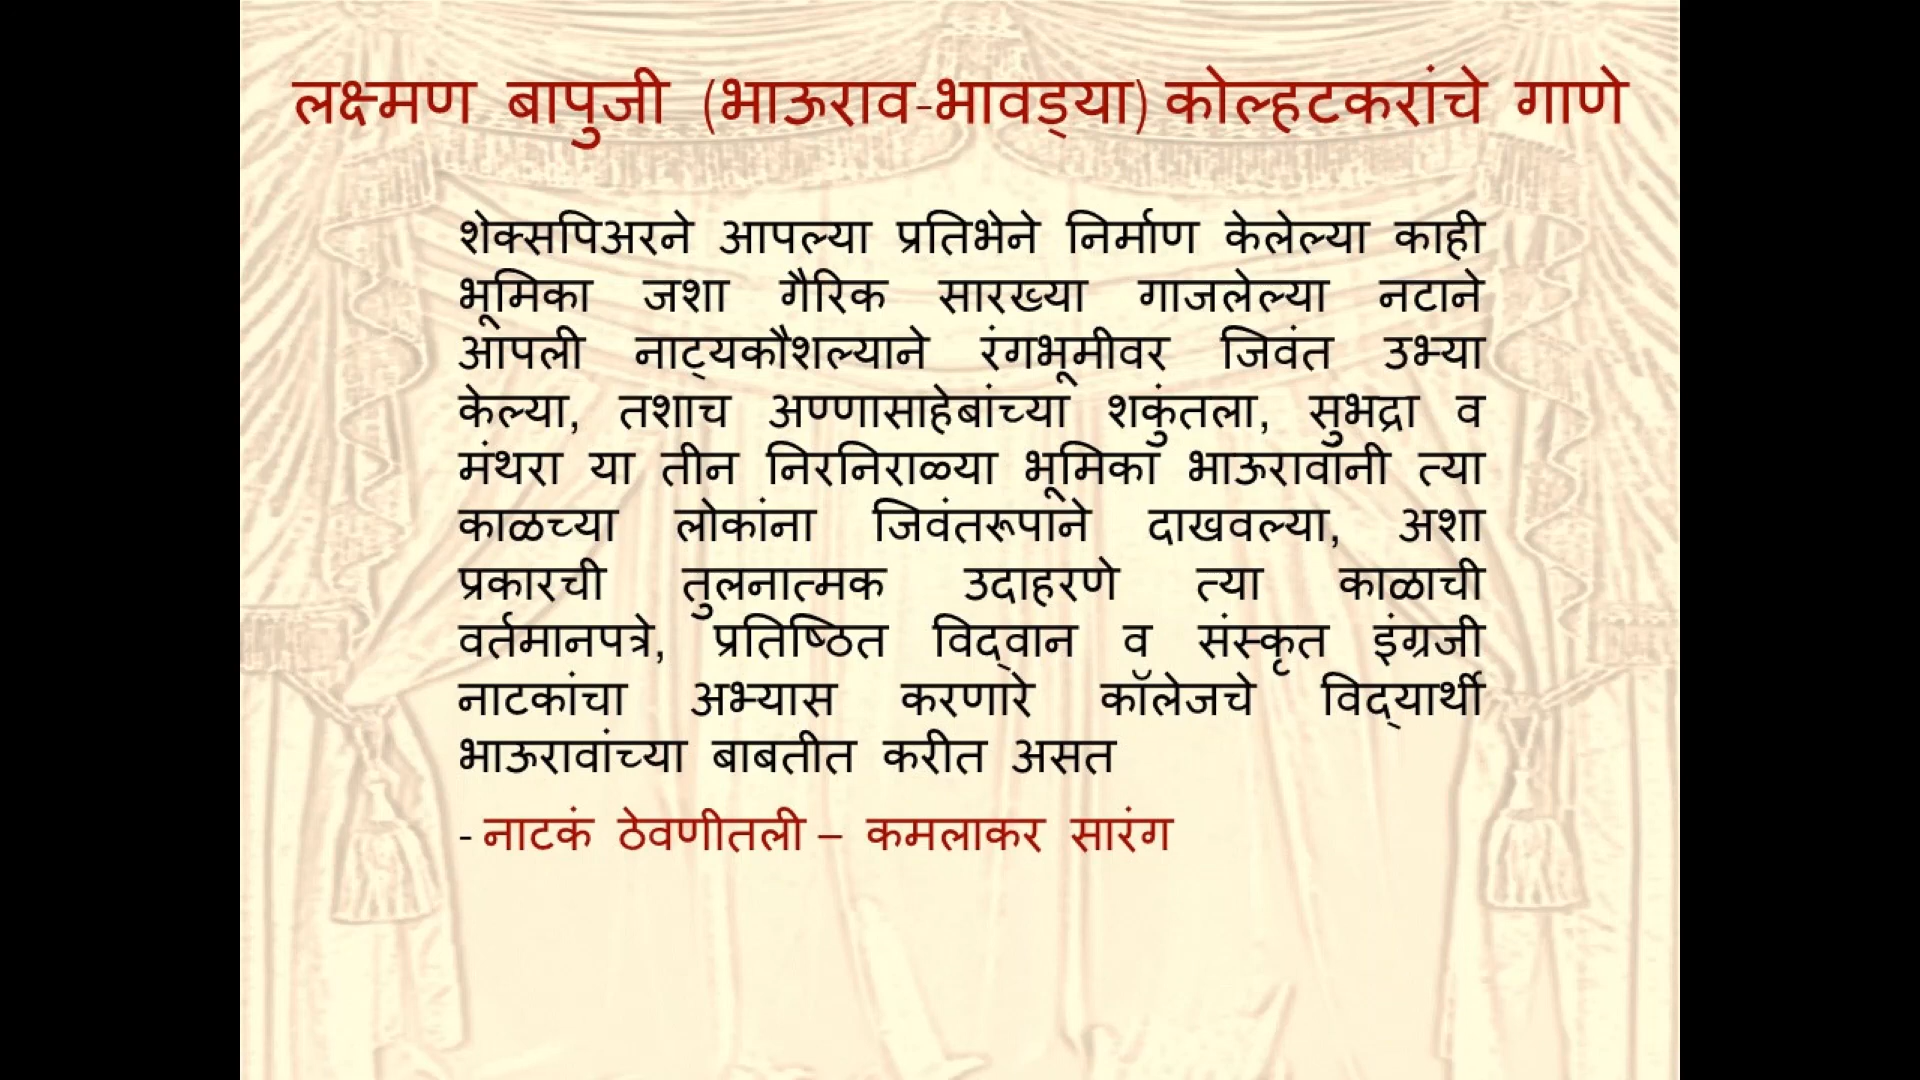 लक्ष्मण बापुजी (भाऊराव-भावड्या) कोल्हटकरांचे गाणे
शेक्सपिअरने आपल्या प्रतिभेने निर्माण केलेल्या काही
भूमिका जशा गैरिक सारख्या गाजलेल्या नटाने
आपली नाट्यकौशल्याने रंगभूमीवर जिवंत उभ्या
केल्या, तशाच अण्णासाहेबांच्या शकुंतला, सुभद्रा व
मंथरा या तीन निरनिराळ्या भूमिका भाऊरावांनी त्या
काळच्या लोकांना जिवंतरूपाने दाखवल्या, अशा
प्रकारची तुलनात्मक उदाहरणे त्या काळाची
वर्तमानपत्रे, प्रतिष्ठित विद्वान व संस्कृत इंग्रजी
नाटकांचा अभ्यास करणारे कॉलेजचे विद्यार्थी
भाऊरावांच्या बाबतीत करीत असत
- नाटकं ठेवणीतली – कमलाकर सारंग